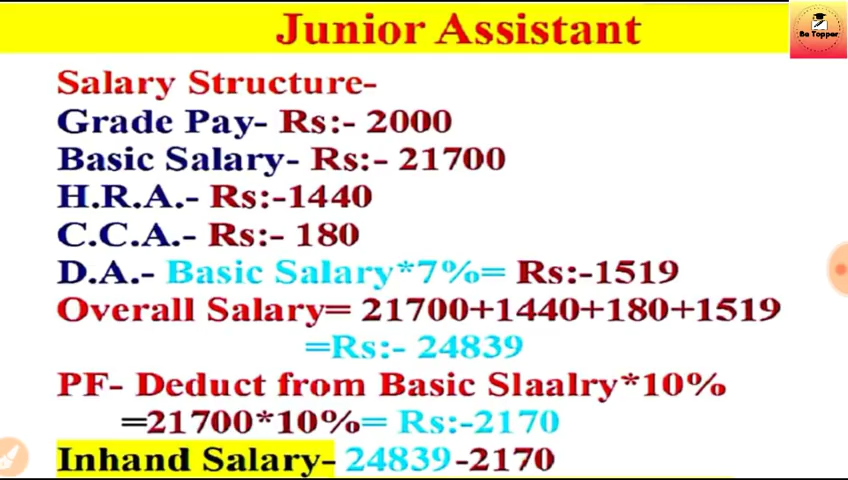 Junior Assistant
Be Topper
Salary Structure-
Grade Pay- Rs:- 2000
Basic Salary- Rs:- 21700
H.R.A.- Rs:-1440
C.C.A.- Rs:- 180
D.A.- Basic Salary*7%= Rs:-1519
Overall Salary= 21700+1440+180+1519
=Rs:- 24839
PF- Deduct from Basic Slaalry*10%
=21700*10%= Rs:-2170
Inhand Salary- 24839-2170